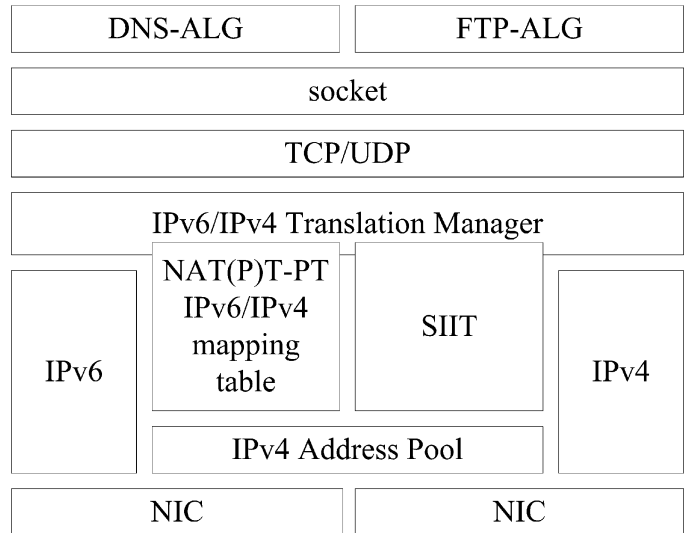 DNS-ALG
FTP-ALG
socket
TCP/UDP
IPv6/IPv4 Translation Manager
NAT(P)T-PT
IPv6/IPv4
mapping
table
SIIT
IPv6
IPv4
IPv4 Address Pool
NIC
NIC